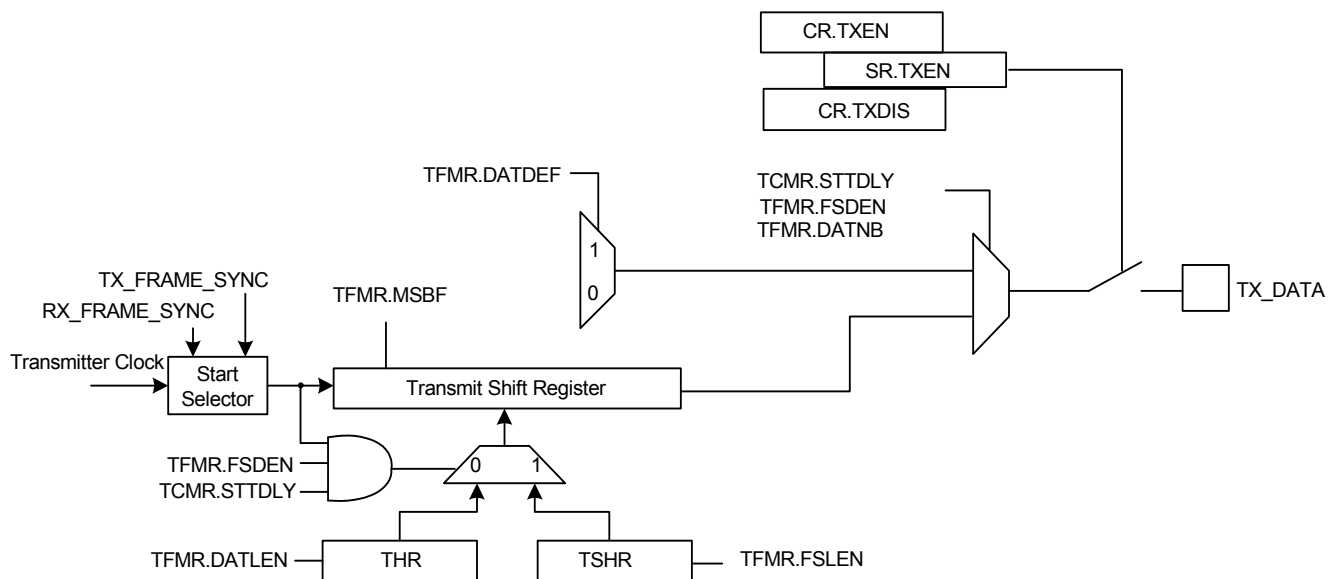 CR.TXEN
SR.TXEN
CR.TXDIS
TFMR.DATDEF
1
0
TCMR.STTDLY
TFMR.FSDEN
TFMR.DATNB
TX_DATA
TX_FRAME_SYNC
RX_FRAME_SYNC
TFMR.MSBF
Transmitter Clock
Start
Selector
Transmit Shift Register
TFMR.FSDEN
TCMR.STTDLY
0 1
TFMR.DATLEN
THR
TSHR
TFMR.FSLEN